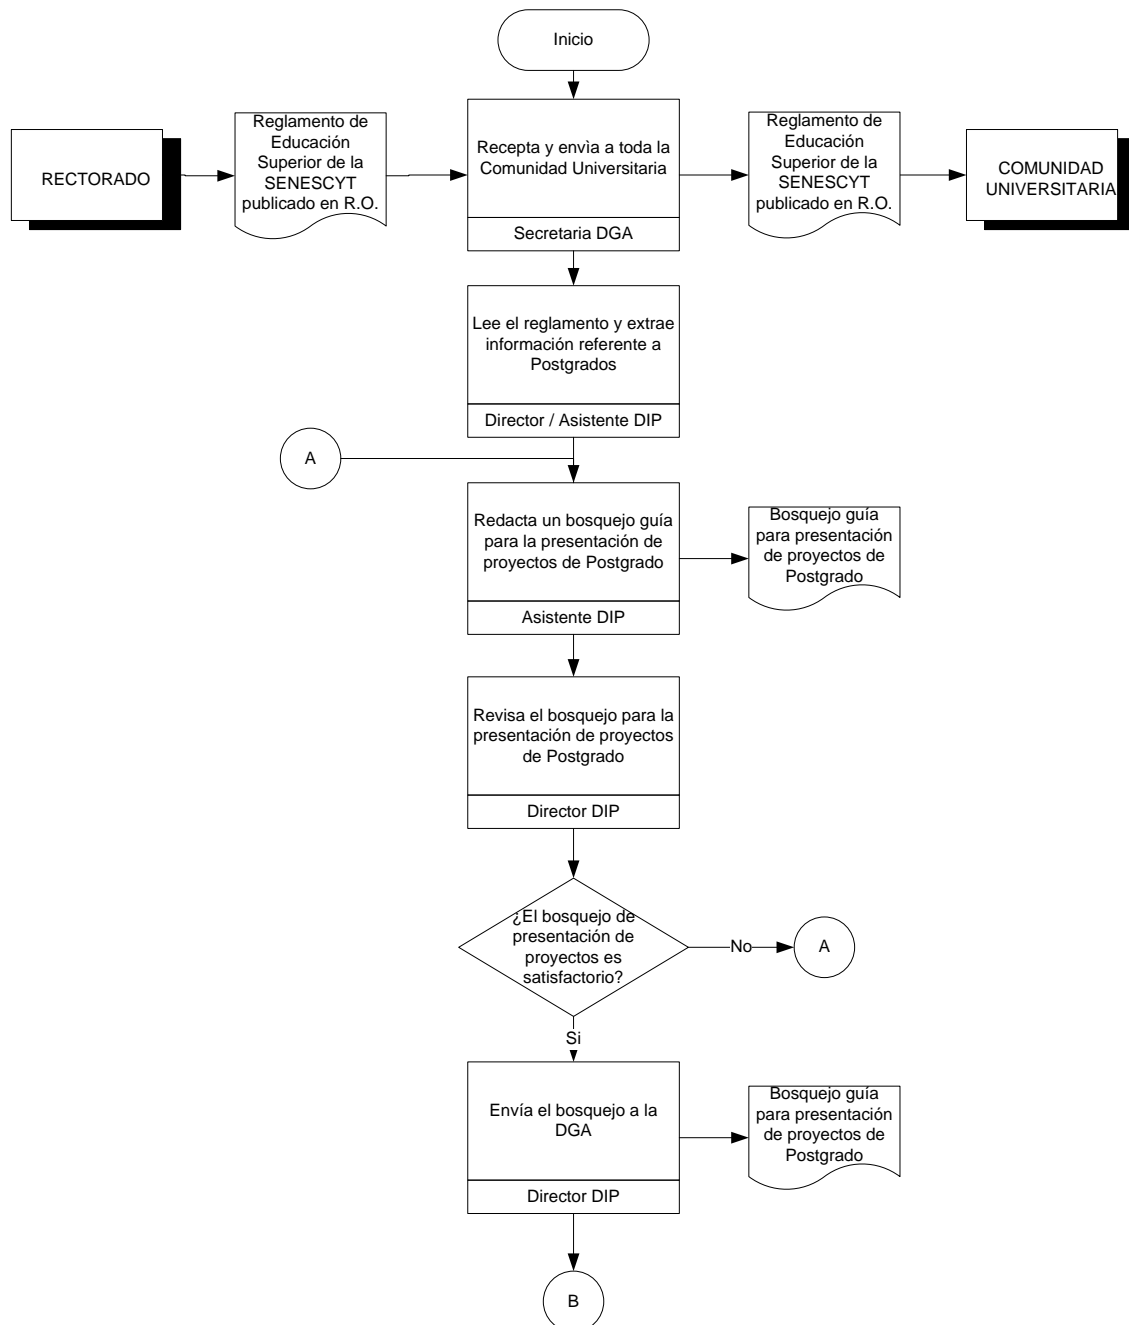 Inicio
RECTORADO
Reglamento de
Educación
Superior de la
SENESCYT
publicado en R.O.
Recepta y envìa a toda la
Comunidad Universitaria
Secretaria DGA
Reglamento de
Educación
Superior de la
SENESCYT
publicado en R.O.
COMUNIDAD
UNIVERSITARIA
Lee el reglamento y extrae
información referente a
Postgrados
Director / Asistente DIP
A
Redacta un bosquejo guía
para la presentación de
proyectos de Postgrado
Asistente DIP
Bosquejo guía
para presentación
de proyectos de
Postgrado
Revisa el bosquejo para la
presentación de proyectos
de Postgrado
Director DIP
¿El bosquejo de
presentación de
proyectos es
satisfactorio?
No
A
Si
Envía el bosquejo a la
DGA
Director DIP
Bosquejo guía
para presentación
de proyectos de
Postgrado
B